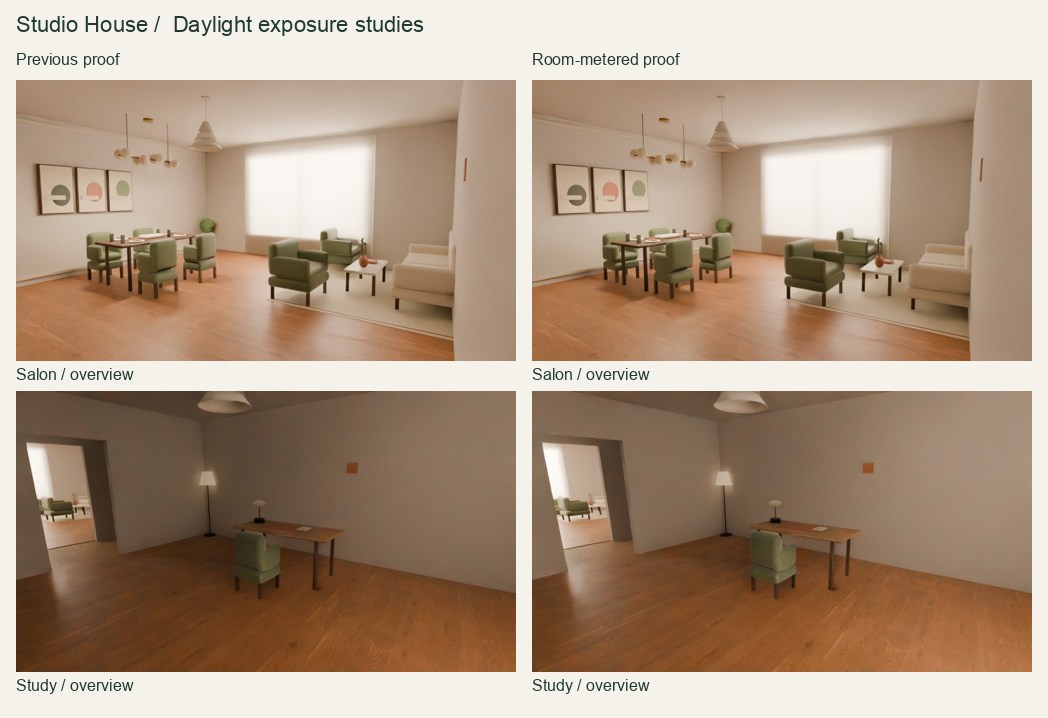 Studio House /  Daylight exposure studies
Previous proof
Room-metered proof
Salon / overview
Salon / overview
Study / overview
Study / overview